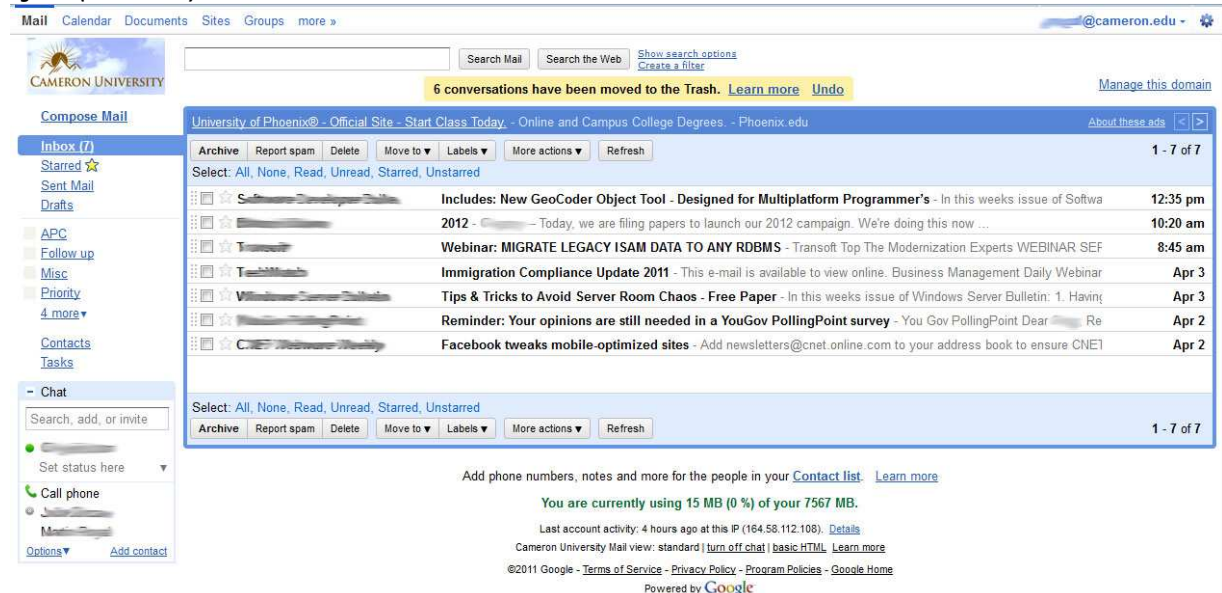 Mail Calendar Documents Sites Groups more »
@cameron.edu
CAMERON UNIVERSITY
Search Mail Search the Web Show search options
Create a filter
6 conversations have been moved to the Trash. Learn more Undo
Manage this domain
Compose Mail
Inbox (7)
Starred
Sent Mail
Drafts
APC
Follow up
Misc
Priority
4 more▾
Contacts
Tasks
− Chat
Search, add, or invite
Set status here
Call phone
Options▼ Add contact
University of Phoenix® - Official Site - Start Class Today. - Online and Campus College Degrees. - Phoenix.edu About these ads < >
Archive Report spam Delete Move to ▼ Labels ▼ More actions ▼ Refresh 1 - 7 of 7
Select: All, None, Read, Unread, Starred, Unstarred
Includes: New GeoCoder Object Tool - Designed for Multiplatform Programmer's - In this weeks issue of Softwa 12:35 pm
2012 - – Today, we are filing papers to launch our 2012 campaign. We're doing this now ... 10:20 am
Webinar: MIGRATE LEGACY ISAM DATA TO ANY RDBMS - Transoft Top The Modernization Experts WEBINAR SEF 8:45 am
Immigration Compliance Update 2011 - This e-mail is available to view online. Business Management Daily Webinar Apr 3
Tips & Tricks to Avoid Server Room Chaos - Free Paper - In this weeks issue of Windows Server Bulletin: 1. Having Apr 3
Reminder: Your opinions are still needed in a YouGov PollingPoint survey - You Gov PollingPoint Dear Re Apr 2
Facebook tweaks mobile-optimized sites - Add newsletters@cnet.online.com to your address book to ensure CNET Apr 2
Select: All, None, Read, Unread, Starred, Unstarred
Archive Report spam Delete Move to ▼ Labels ▼ More actions ▼ Refresh 1 - 7 of 7
Add phone numbers, notes and more for the people in your Contact list. Learn more
You are currently using 15 MB (0 %) of your 7567 MB.
Last account activity: 4 hours ago at this IP (164.58.112.108). Details
Cameron University Mail view: standard | turn off chat | basic HTML Learn more
©2011 Google - Terms of Service - Privacy Policy - Program Policies - Google Home
Powered by Google